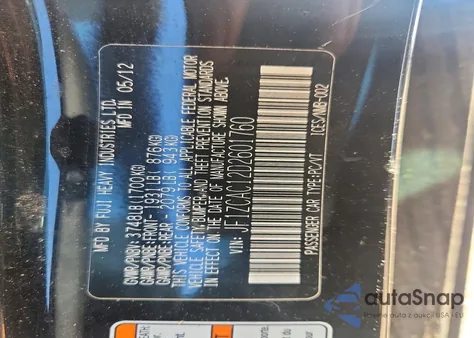 MFD BY FUJI HEAVY INDUSTRIES LTD.
MFD IN 05/12
GVWR/PNBV: 3748LB(1700KG)
GAWR/PNBE:FRONT- 1931LB( 876KG)
GAWR/PNBE:REAR - 2079LB( 943KG)
THIS VEHICLE CONFORMS TO ALL APPLICABLE FEDERAL MOTOR
VEHICLE SAFETY,BUMPER,AND THEFT PREVENTION STANDARDS
IN EFFECT ON THE DATE OF MANUFACTURE SHOWN ABOVE.
VIN: JF1ZCAC12D2601760
PASSENGER CAR TYPE:PC/VT
ICES/NMB-002
autaSnap